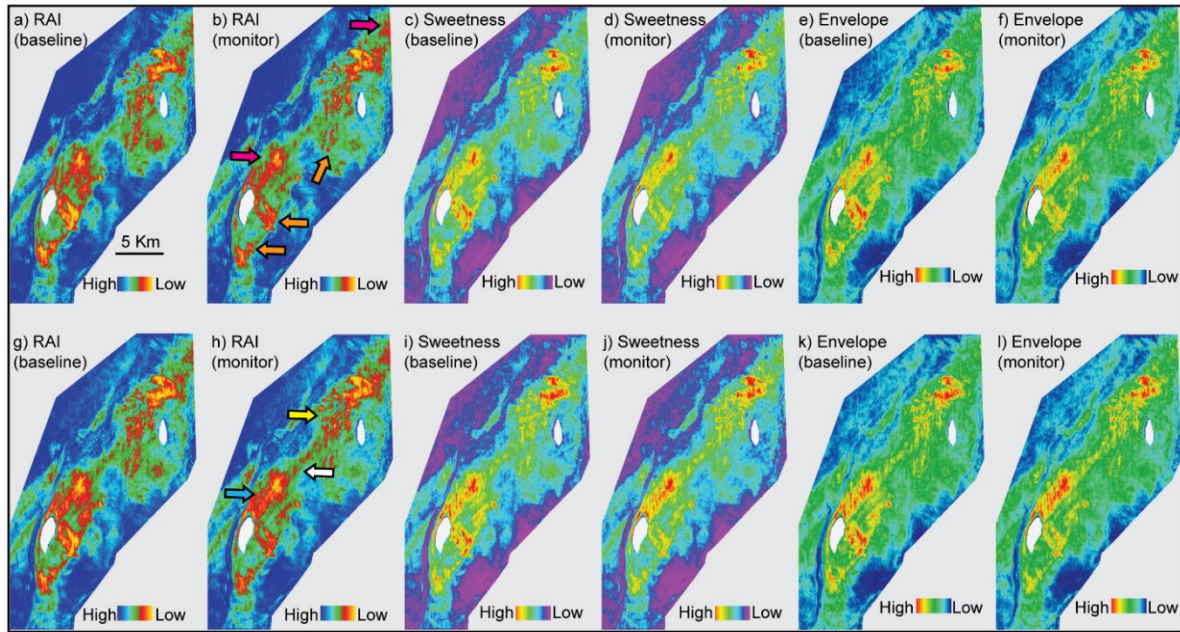 a) RAI
(baseline)
b) RAI
(monitor)
c) Sweetness
(baseline)
d) Sweetness
(monitor)
e) Envelope
(baseline)
f) Envelope
(monitor)
5 Km
High Low
High Low
High Low
High Low
High Low
High Low
g) RAI
(baseline)
h) RAI
(monitor)
i) Sweetness
(baseline)
j) Sweetness
(monitor)
k) Envelope
(baseline)
l) Envelope
(monitor)
High Low
High Low
High Low
High Low
High Low
High Low